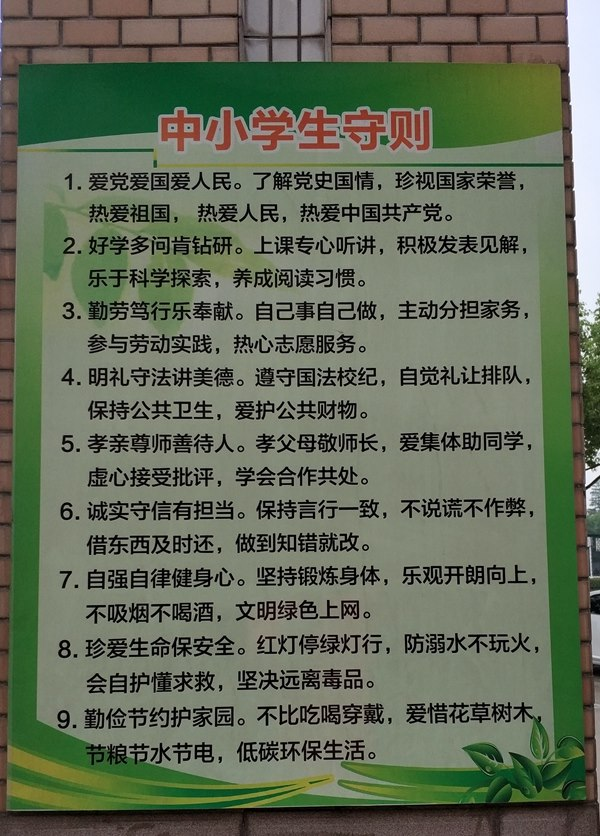 中小学生守则
1. 爱党爱国爱人民。了解党史国情，珍视国家荣誉，
热爱祖国， 热爱人民，热爱中国共产党。
2. 好学多问肯钻研。上课专心听讲，积极发表见解，
乐于科学探索，养成阅读习惯。
3. 勤劳笃行乐奉献。自己事自己做，主动分担家务，
参与劳动实践，热心志愿服务。
4. 明礼守法讲美德。遵守国法校纪，自觉礼让排队，
保持公共卫生，爱护公共财物。
5. 孝亲尊师善待人。孝父母敬师长，爱集体助同学，
虚心接受批评，学会合作共处。
6. 诚实守信有担当。保持言行一致，不说谎不作弊，
借东西及时还，做到知错就改。
7. 自强自律健身心。坚持锻炼身体，乐观开朗向上，
不吸烟不喝酒，文明绿色上网。
8. 珍爱生命保安全。红灯停绿灯行，防溺水不玩火，
会自护懂求救，坚决远离毒品。
9. 勤俭节约护家园。不比吃喝穿戴，爱惜花草树木，
节粮节水节电，低碳环保生活。